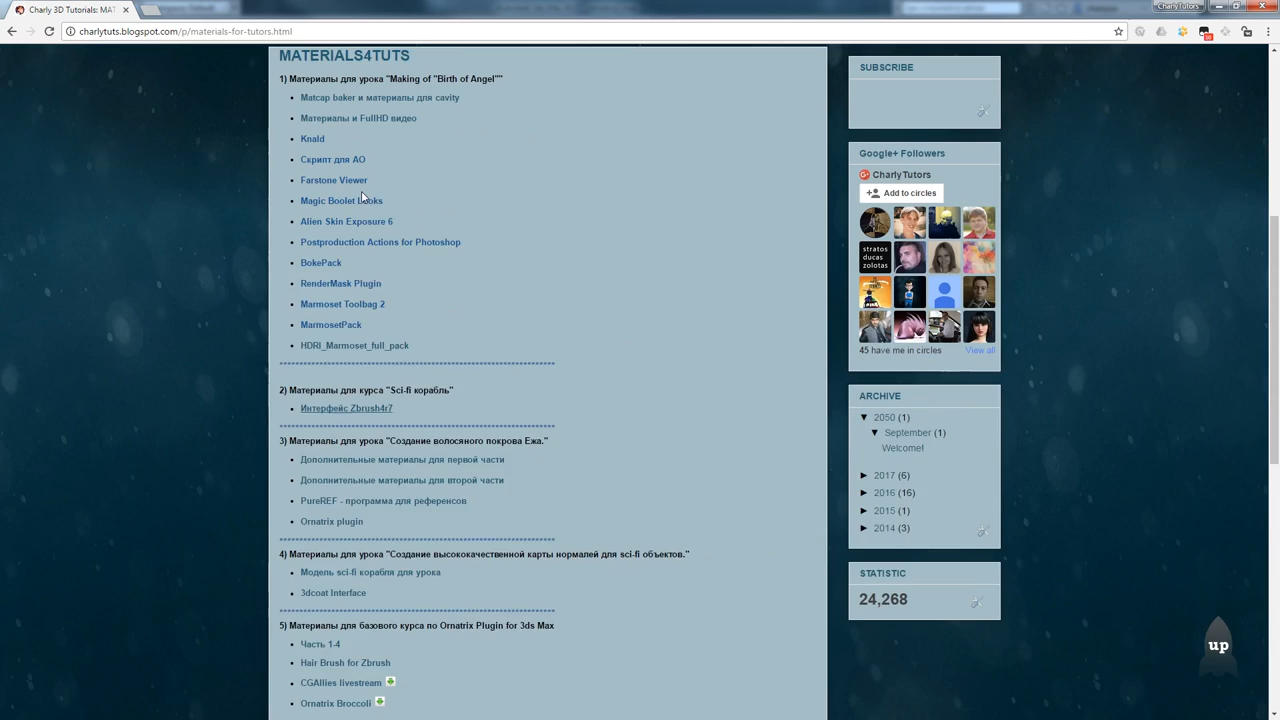 Charly 3D Tutorials: MAT
CharlyTutors
charlytuts.blogspot.com/p/materials-for-tutors.html
MATERIALS4TUTS
1) Материалы для урока "Making of "Birth of Angel""
Matcap baker и материалы для cavity
Материалы и FullHD видео
Knald
Скрипт для AO
Farstone Viewer
Magic Boolet Looks
Alien Skin Exposure 6
Postproduction Actions for Photoshop
BokePack
RenderMask Plugin
Marmoset Toolbag 2
MarmosetPack
HDRI_Marmoset_full_pack
2) Материалы для курса "Sci-fi корабль"
Интерфейс Zbrush4r7
3) Материалы для урока "Создание волосяного покрова Ежа."
Дополнительные материалы для первой части
Дополнительные материалы для второй части
PureREF - программа для референсов
Ornatrix plugin
4) Материалы для урока "Создание высококачественной карты нормалей для sci-fi объектов."
Модель sci-fi корабля для урока
3dcoat Interface
5) Материалы для базового курса по Ornatrix Plugin for 3ds Max
Часть 1-4
Hair Brush for Zbrush
CGAllies livestream
Ornatrix Broccoli
SUBSCRIBE
Google+ Followers
CharlyTutors
Add to circles
stratos
ducas
zolotas
45 have me in circles
View all
ARCHIVE
▼ 2050 (1)
▼ September (1)
Welcome!
► 2017 (6)
► 2016 (16)
► 2015 (1)
► 2014 (3)
STATISTIC
24,268
up